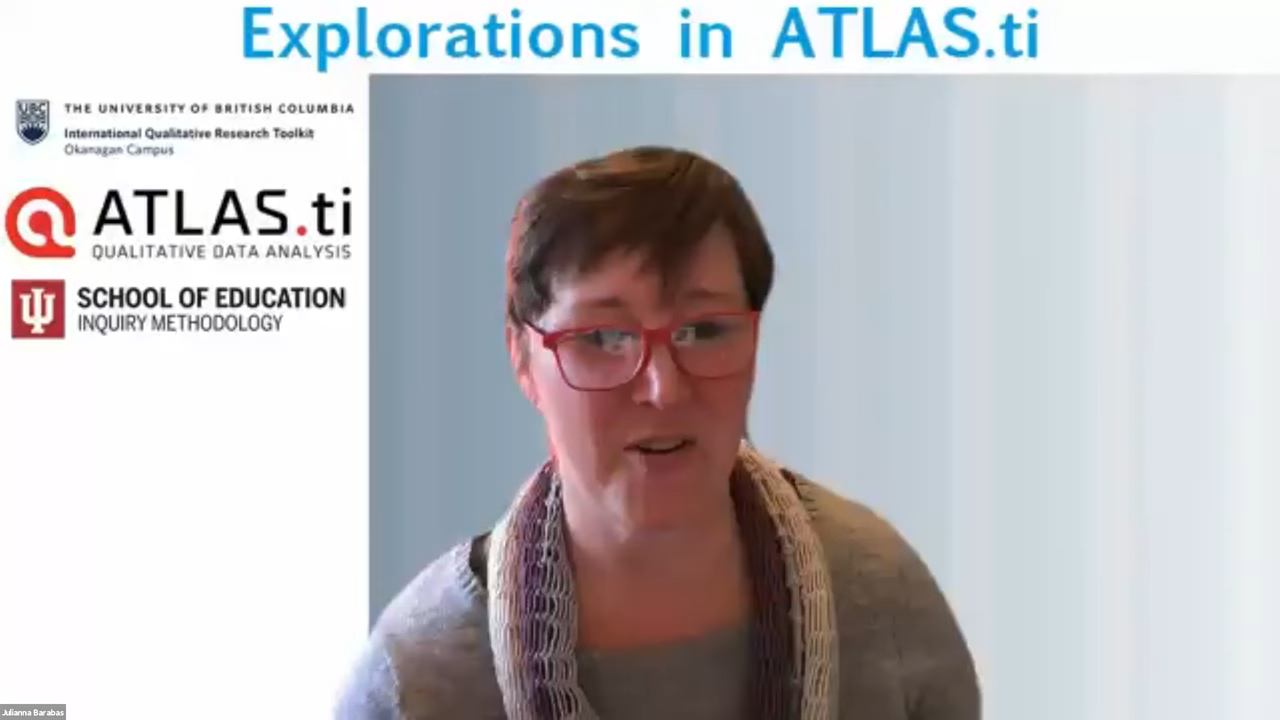 Explorations in ATLAS.ti
UBC
THE UNIVERSITY OF BRITISH COLUMBIA
International Qualitative Research Toolkit
Okanagan Campus
ATLAS.ti
QUALITATIVE DATA ANALYSIS
SCHOOL OF EDUCATION
INQUIRY METHODOLOGY
Julianna Barabas